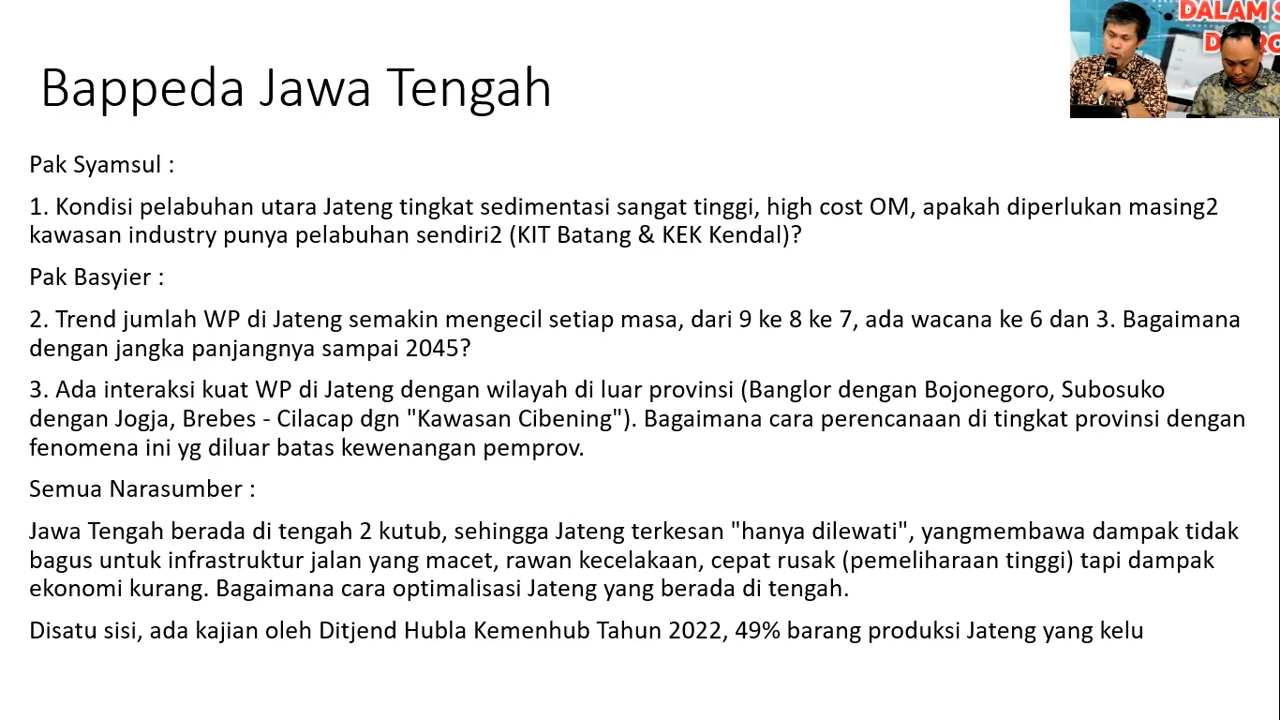 DALAM
Bappeda Jawa Tengah
Pak Syamsul :
1. Kondisi pelabuhan utara Jateng tingkat sedimentasi sangat tinggi, high cost OM, apakah diperlukan masing2
kawasan industry punya pelabuhan sendiri2 (KIT Batang & KEK Kendal)?
Pak Basyier :
2. Trend jumlah WP di Jateng semakin mengecil setiap masa, dari 9 ke 8 ke 7, ada wacana ke 6 dan 3. Bagaimana
dengan jangka panjangnya sampai 2045?
3. Ada interaksi kuat WP di Jateng dengan wilayah di luar provinsi (Banglor dengan Bojonegoro, Subosuko
dengan Jogja, Brebes - Cilacap dgn "Kawasan Cibening"). Bagaimana cara perencanaan di tingkat provinsi dengan
fenomena ini yg diluar batas kewenangan pemprov.
Semua Narasumber :
Jawa Tengah berada di tengah 2 kutub, sehingga Jateng terkesan "hanya dilewati", yangmembawa dampak tidak
bagus untuk infrastruktur jalan yang macet, rawan kecelakaan, cepat rusak (pemeliharaan tinggi) tapi dampak
ekonomi kurang. Bagaimana cara optimalisasi Jateng yang berada di tengah.
Disatu sisi, ada kajian oleh Ditjend Hubla Kemenhub Tahun 2022, 49% barang produksi Jateng yang kelu